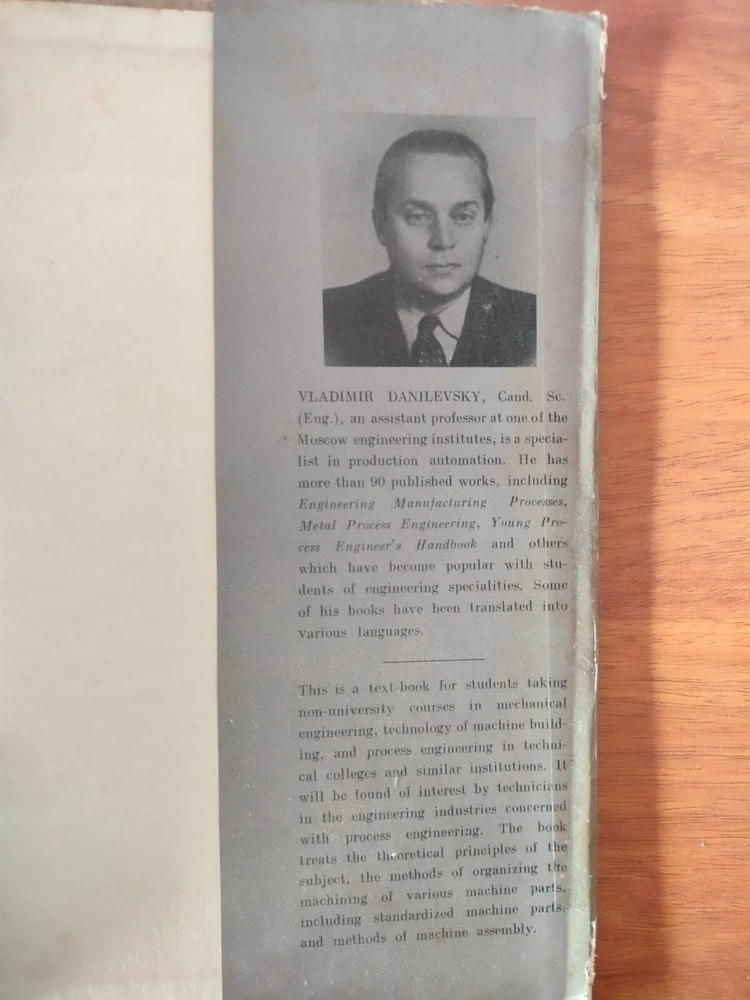 VLADIMIR DANILEVSKY, Cand. Sc.
(Eng.), an assistant professor at one of the
Moscow engineering institutes, is a specia-
list in production automation. He has
more than 90 published works, including
Engineering Manufacturing Processes,
Metal Process Engineering, Young Pro-
cess Engineer's Handbook and others
which have become popular with stu-
dents of engineering specialities. Some
of his books have been translated into
various languages.
This is a text-book for students taking
non-university courses in mechanical
engineering, technology of machine build-
ing, and process engineering in techni-
cal colleges and similar institutions. It
will be found of interest by technicians
in the engineering industries concerned
with process engineering. The book
treats the theoretical principles of the
subject, the methods of organizing the
machining of various machine parts,
including standardized machine parts,
and methods of machine assembly.